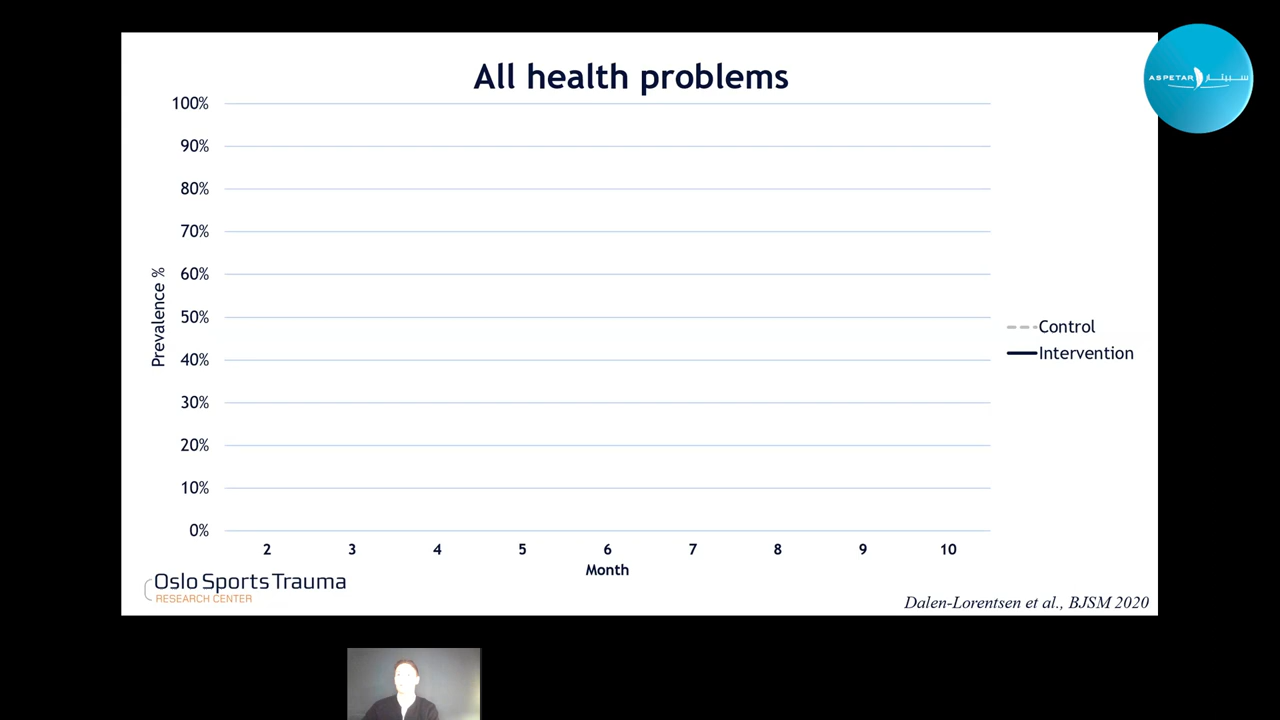 All health problems
ASPETAR سبيتار
100%
90%
80%
70%
60%
50%
40%
30%
20%
10%
0%
Prevalence %
2 3 4 5 6 7 8 9 10
Month
Control
Intervention
Oslo Sports Trauma
RESEARCH CENTER
Dalen-Lorentsen et al., BJSM 2020